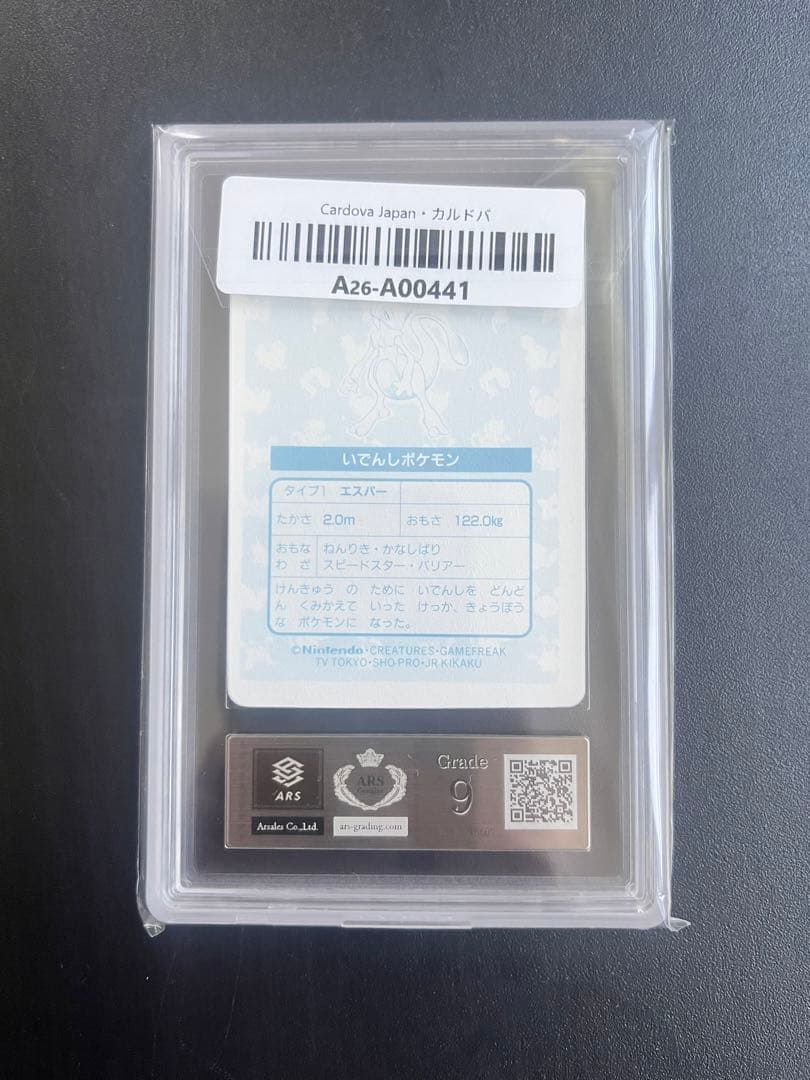 Cardova Japan・カルドバ
A26-A00441
いでんしポケモン
タイプ1 エスパー
たかさ 2.0m おもさ 122.0kg
おもな わざ ねんりき・かなしばり
スピードスター・バリアー
けんきゅう の ために いでんしを どんど
ん くみかえて いった けっか、きょうぼう
な ポケモンに なった。
©Nintendo・CREATURES・GAMEFREAK
TV TOKYO・SHO-PRO・JR KIKAKU
ARS
Arsales Co.,Ltd.
ARS
ars-grading.com
Grade
9